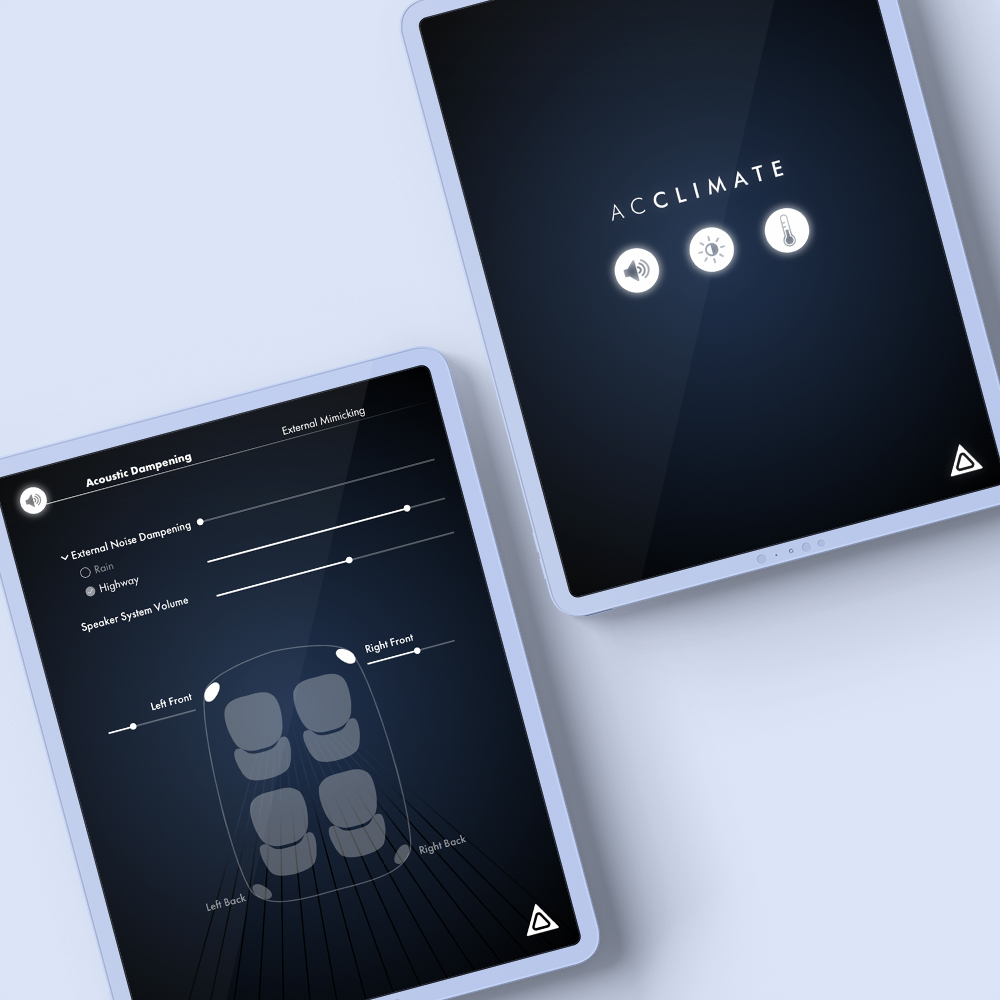 ACCLIMATE
Acoustic Dampening
External Mimicking
External Noise Dampening
Rain
Highway
Speaker System Volume
Left Front
Right Front
Left Back
Right Back